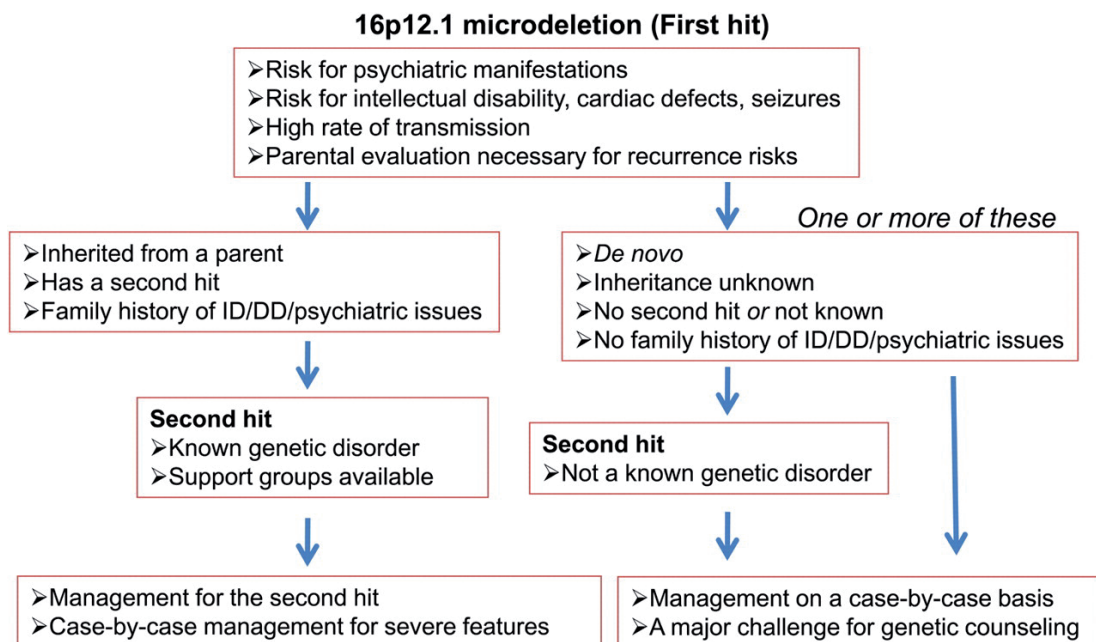 16p12.1 microdeletion (First hit)
➢Risk for psychiatric manifestations
➢Risk for intellectual disability, cardiac defects, seizures
➢High rate of transmission
➢Parental evaluation necessary for recurrence risks
One or more of these
➢Inherited from a parent
➢Has a second hit
➢Family history of ID/DD/psychiatric issues
➢De novo
➢Inheritance unknown
➢No second hit or not known
➢No family history of ID/DD/psychiatric issues
Second hit
➢Known genetic disorder
➢Support groups available
Second hit
➢Not a known genetic disorder
➢Management for the second hit
➢Case-by-case management for severe features
➢Management on a case-by-case basis
➢A major challenge for genetic counseling